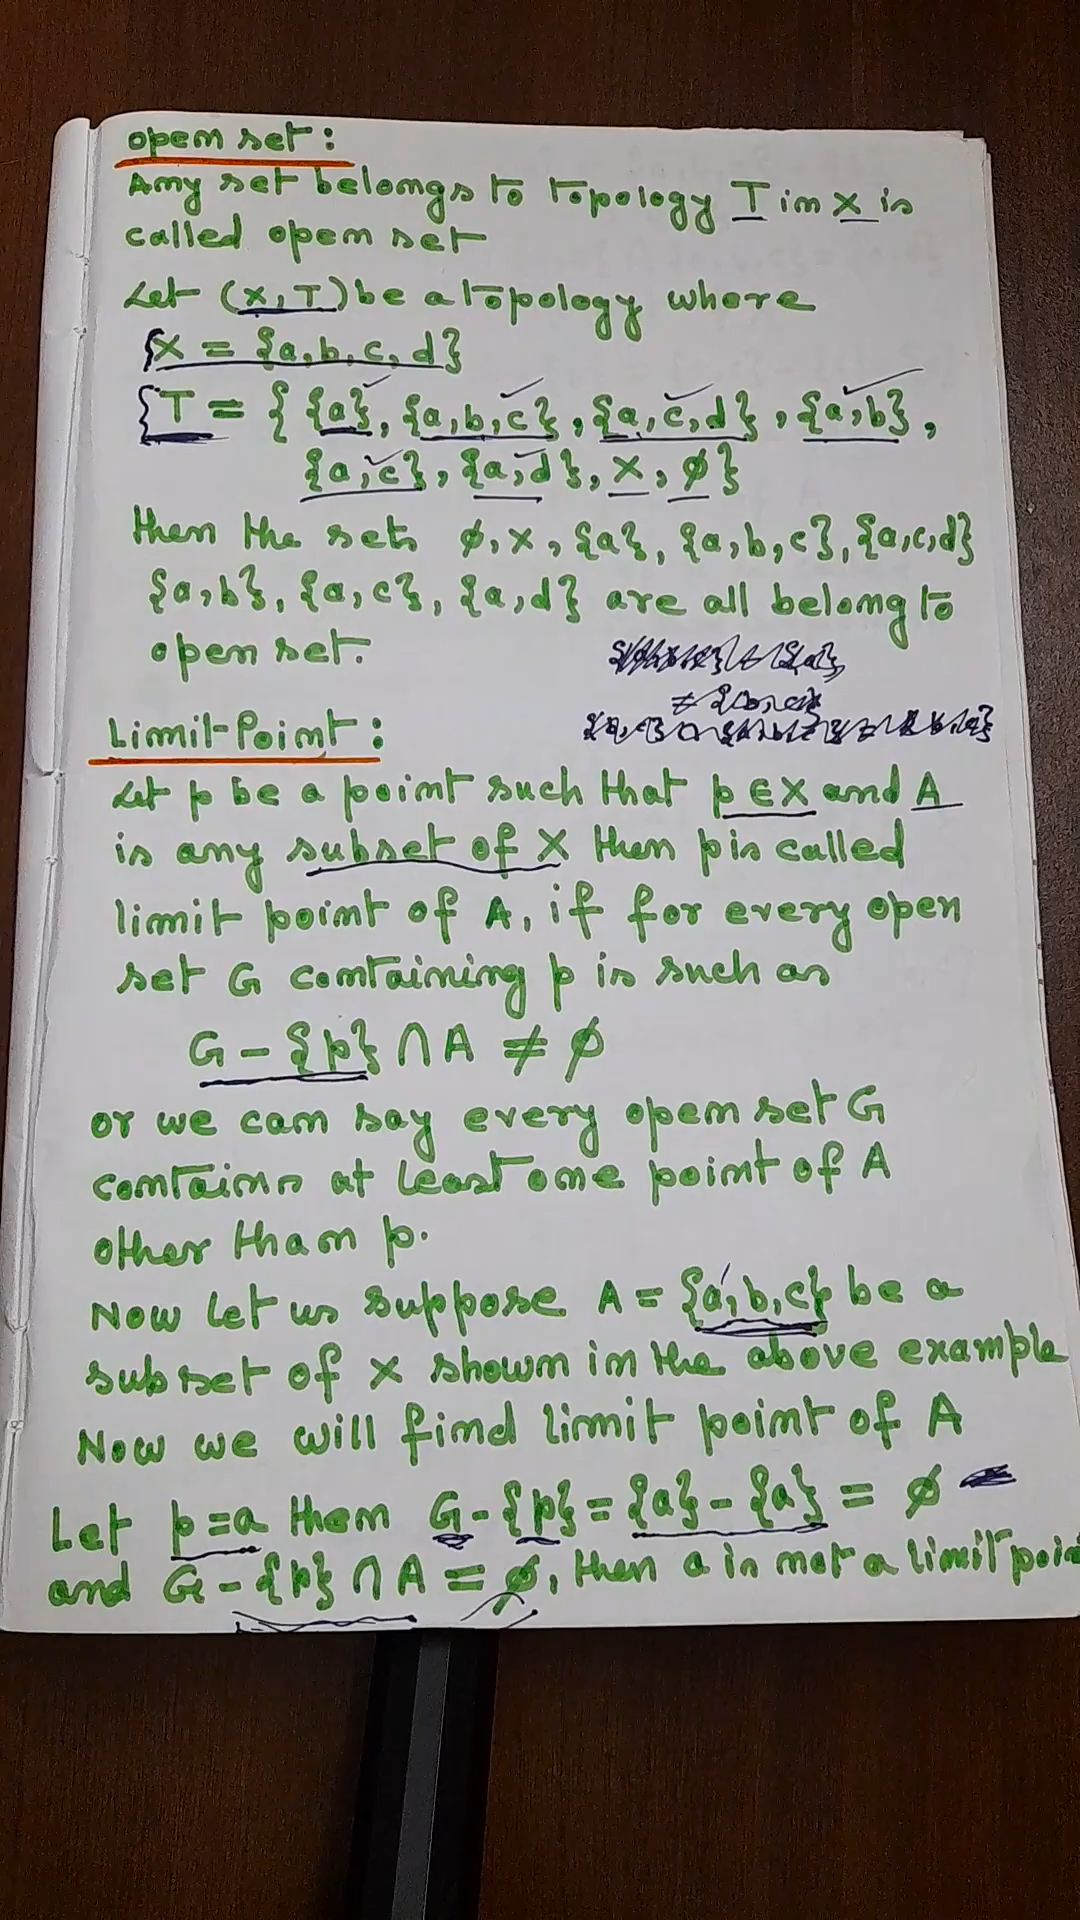 open set:
Any set belongs to topology T in X is
called open set
Let (X, T) be a topology where
X = {a, b, c, d}
T = { {a}, {a, b, c}, {a, c, d}, {a, b},
{a, c}, {a, d}, X, ϕ}
then the sets ϕ, X, {a}, {a, b, c}, {a, c, d}
{a, b}, {a, c}, {a, d} are all belong to
open set.
Limit Point:
Let p be a point such that p ∈ X and A
is any subset of X then p is called
limit point of A, if for every open
set G containing p is such as
G - {p} ∩ A ≠ ϕ
or we can say every open set G
contains at least one point of A
other than p.
Now let us suppose A = {a, b, c} be a
subset of X shown in the above example
Now we will find limit point of A
Let p = a then G - {p} = {a} - {a} = ϕ
and G - {p} ∩ A = ϕ, then a is not a limit poin